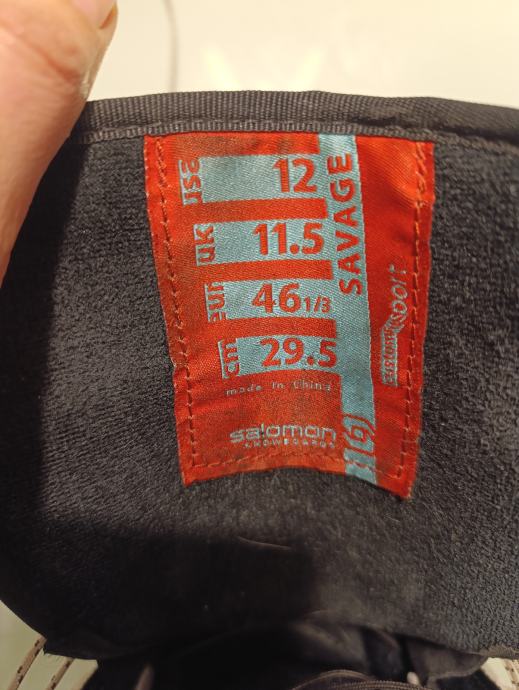 usa 12
uk 11.5
eur 46 1/3
cm 29.5
made in china
salomon
SNOWBOARDS
SAVAGE